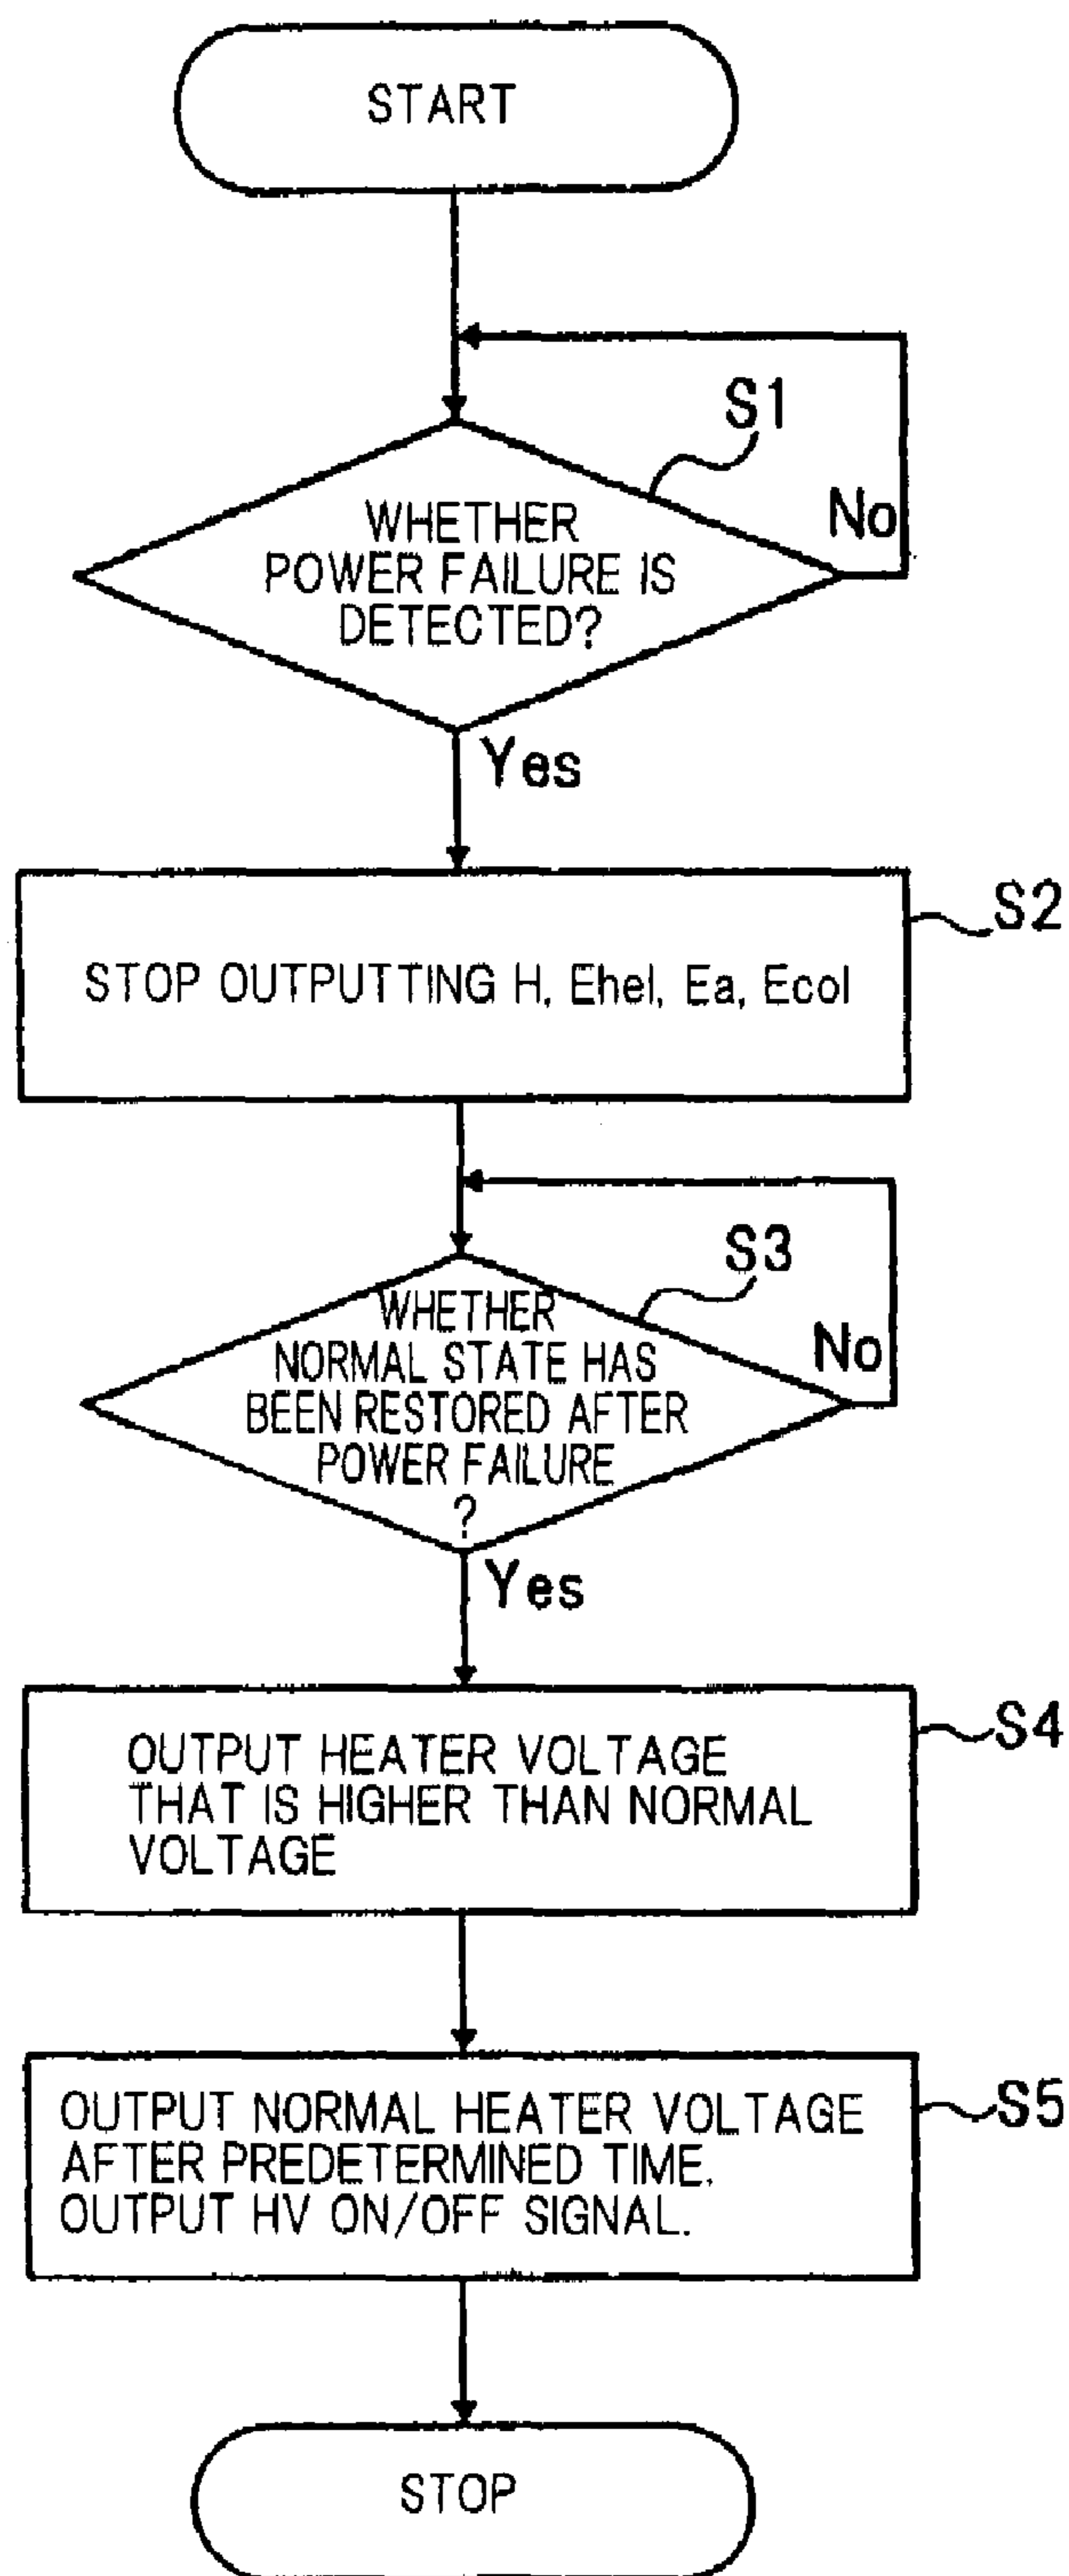 START
S1
No
WHETHER
POWER FAILURE IS
DETECTED?
Yes
S2
STOP OUTPUTTING H, Ehel, Ea, Ecol
S3
No
WHETHER
NORMAL STATE HAS
BEEN RESTORED AFTER
POWER FAILURE
?
Yes
S4
OUTPUT HEATER VOLTAGE
THAT IS HIGHER THAN NORMAL
VOLTAGE
S5
OUTPUT NORMAL HEATER VOLTAGE
AFTER PREDETERMINED TIME.
OUTPUT HV ON/OFF SIGNAL.
STOP